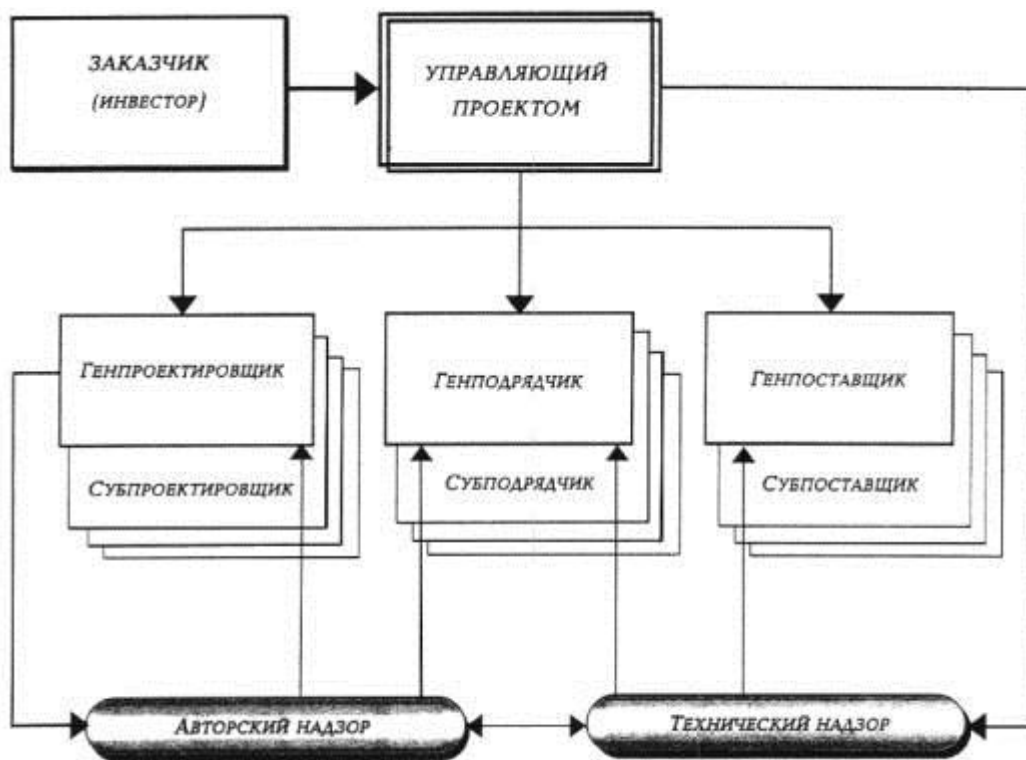 ЗАКАЗЧИК
(ИНВЕСТОР)
УПРАВЛЯЮЩИЙ
ПРОЕКТОМ
ГЕНПРОЕКТИРОВЩИК
ГЕНПОДРЯДЧИК
ГЕНПОСТАВЩИК
СУБПРОЕКТИРОВЩИК
СУБПОДРЯДЧИК
СУБПОСТАВЩИК
АВТОРСКИЙ НАДЗОР
ТЕХНИЧЕСКИЙ НАДЗОР